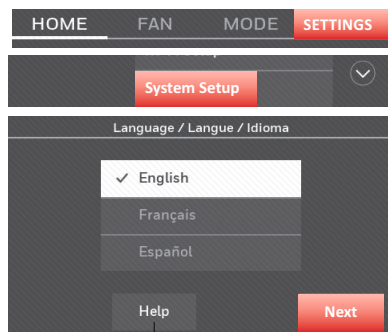 HOME FAN MODE SETTINGS
System Setup
Language / Langue / Idioma
✓ English
Français
Español
Help Next